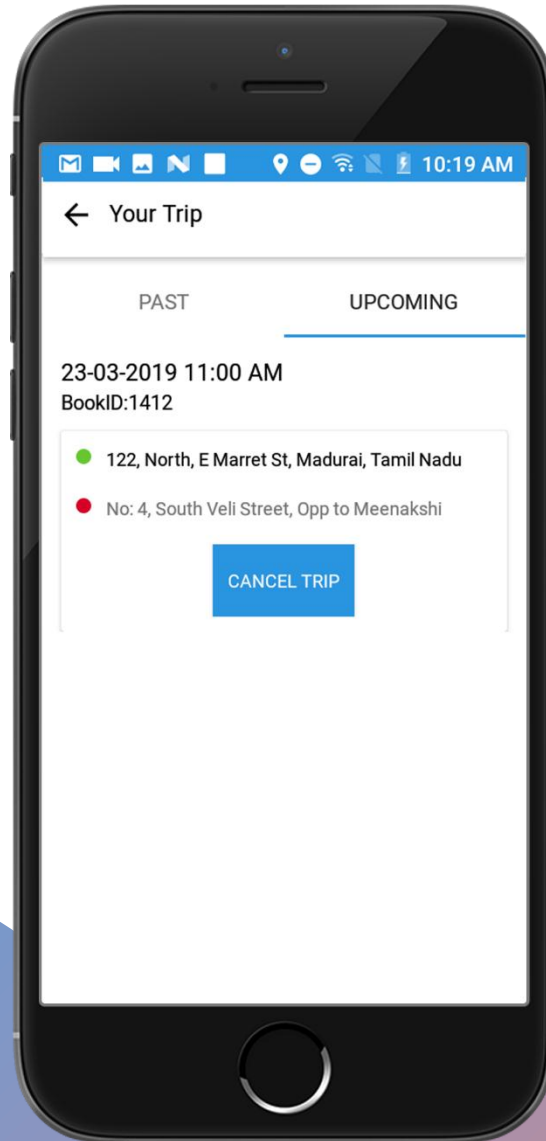 10:19 AM
Your Trip
PAST UPCOMING
23-03-2019 11:00 AM
BookID:1412
122, North, E Marret St, Madurai, Tamil Nadu
No: 4, South Veli Street, Opp to Meenakshi
CANCEL TRIP